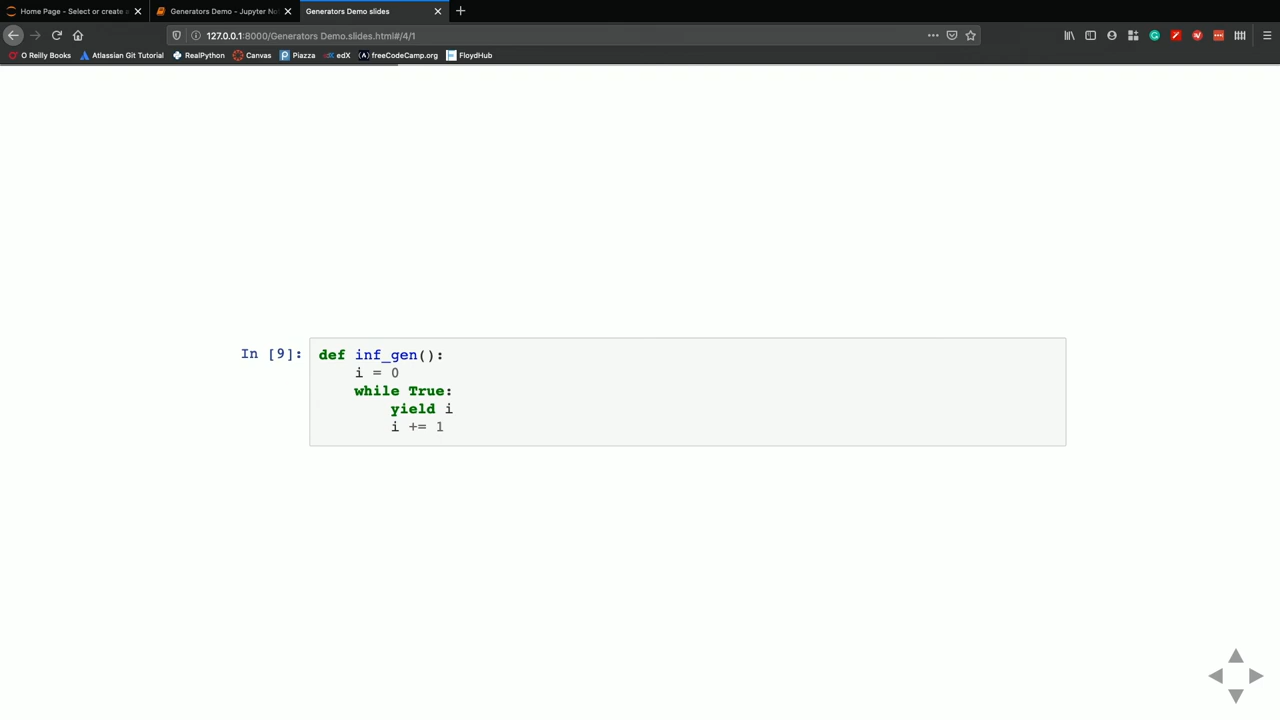 Home Page - Select or create a
Generators Demo - Jupyter Not
Generators Demo slides
127.0.0.1:8000/Generators Demo.slides.html#/4/1
O Reilly Books
Atlassian Git Tutorial
RealPython
Canvas
Piazza
edX
freeCodeCamp.org
FloydHub
In [9]:
def inf_gen():
    i = 0
    while True:
        yield i
        i += 1